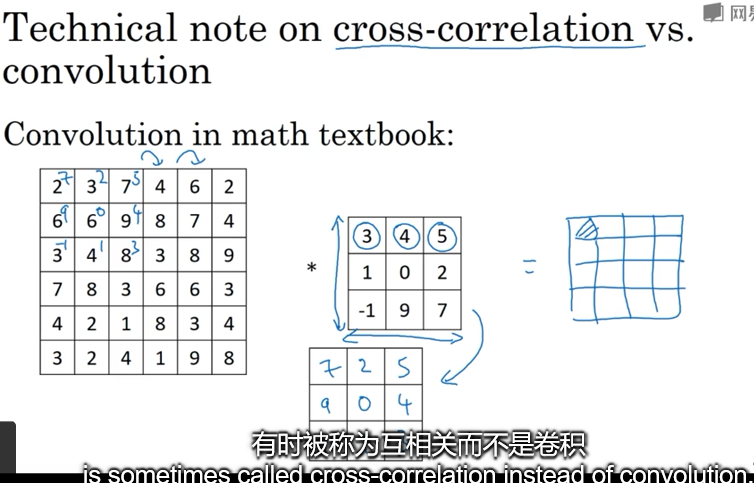 Technical note on cross-correlation vs.
convolution
Convolution in math textbook:
2 7 3 2 7 5 4 6 2
6 9 6 0 9 4 8 7 4
3 -1 4 1 8 3 3 8 9
7 8 3 6 6 3
4 2 1 8 3 4
3 2 4 1 9 8
*
3 4 5
1 0 2
-1 9 7
=
7 2 5
9 0 4
有时被称为互相关而不是卷积
is sometimes called cross-correlation instead of convolution